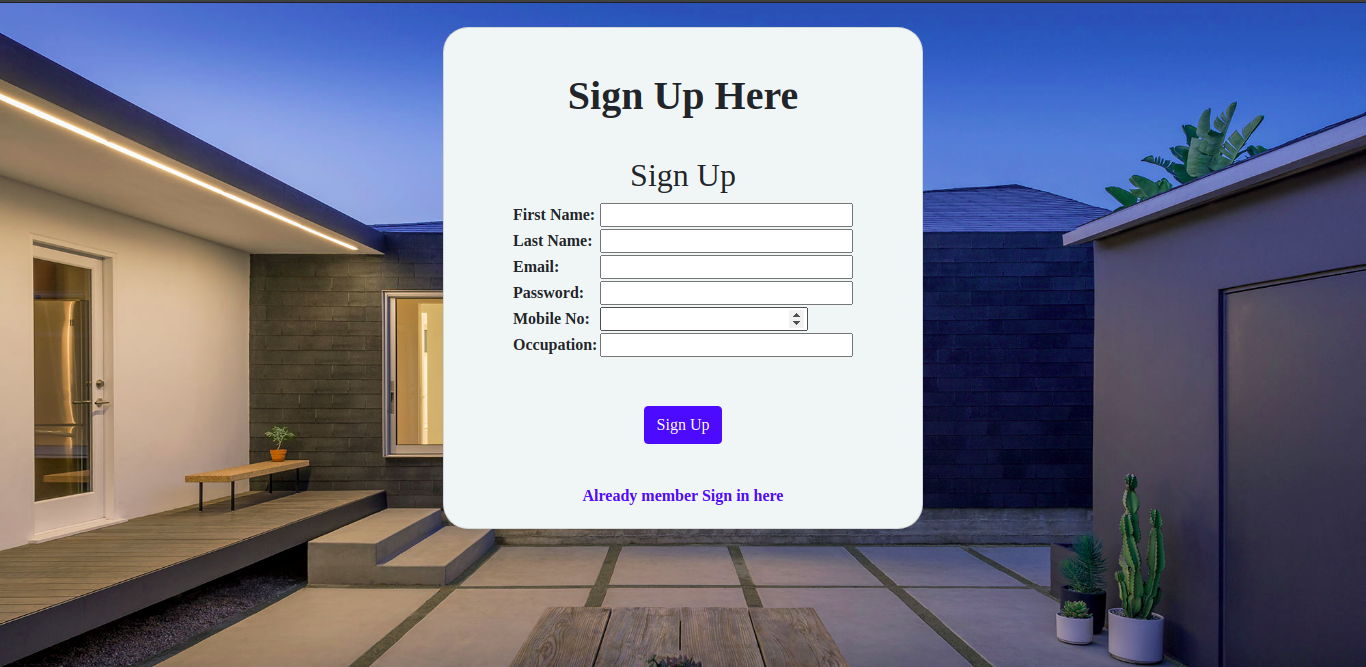 Sign Up Here
Sign Up
First Name:
Last Name:
Email:
Password:
Mobile No:
Occupation:
Sign Up
Already member Sign in here